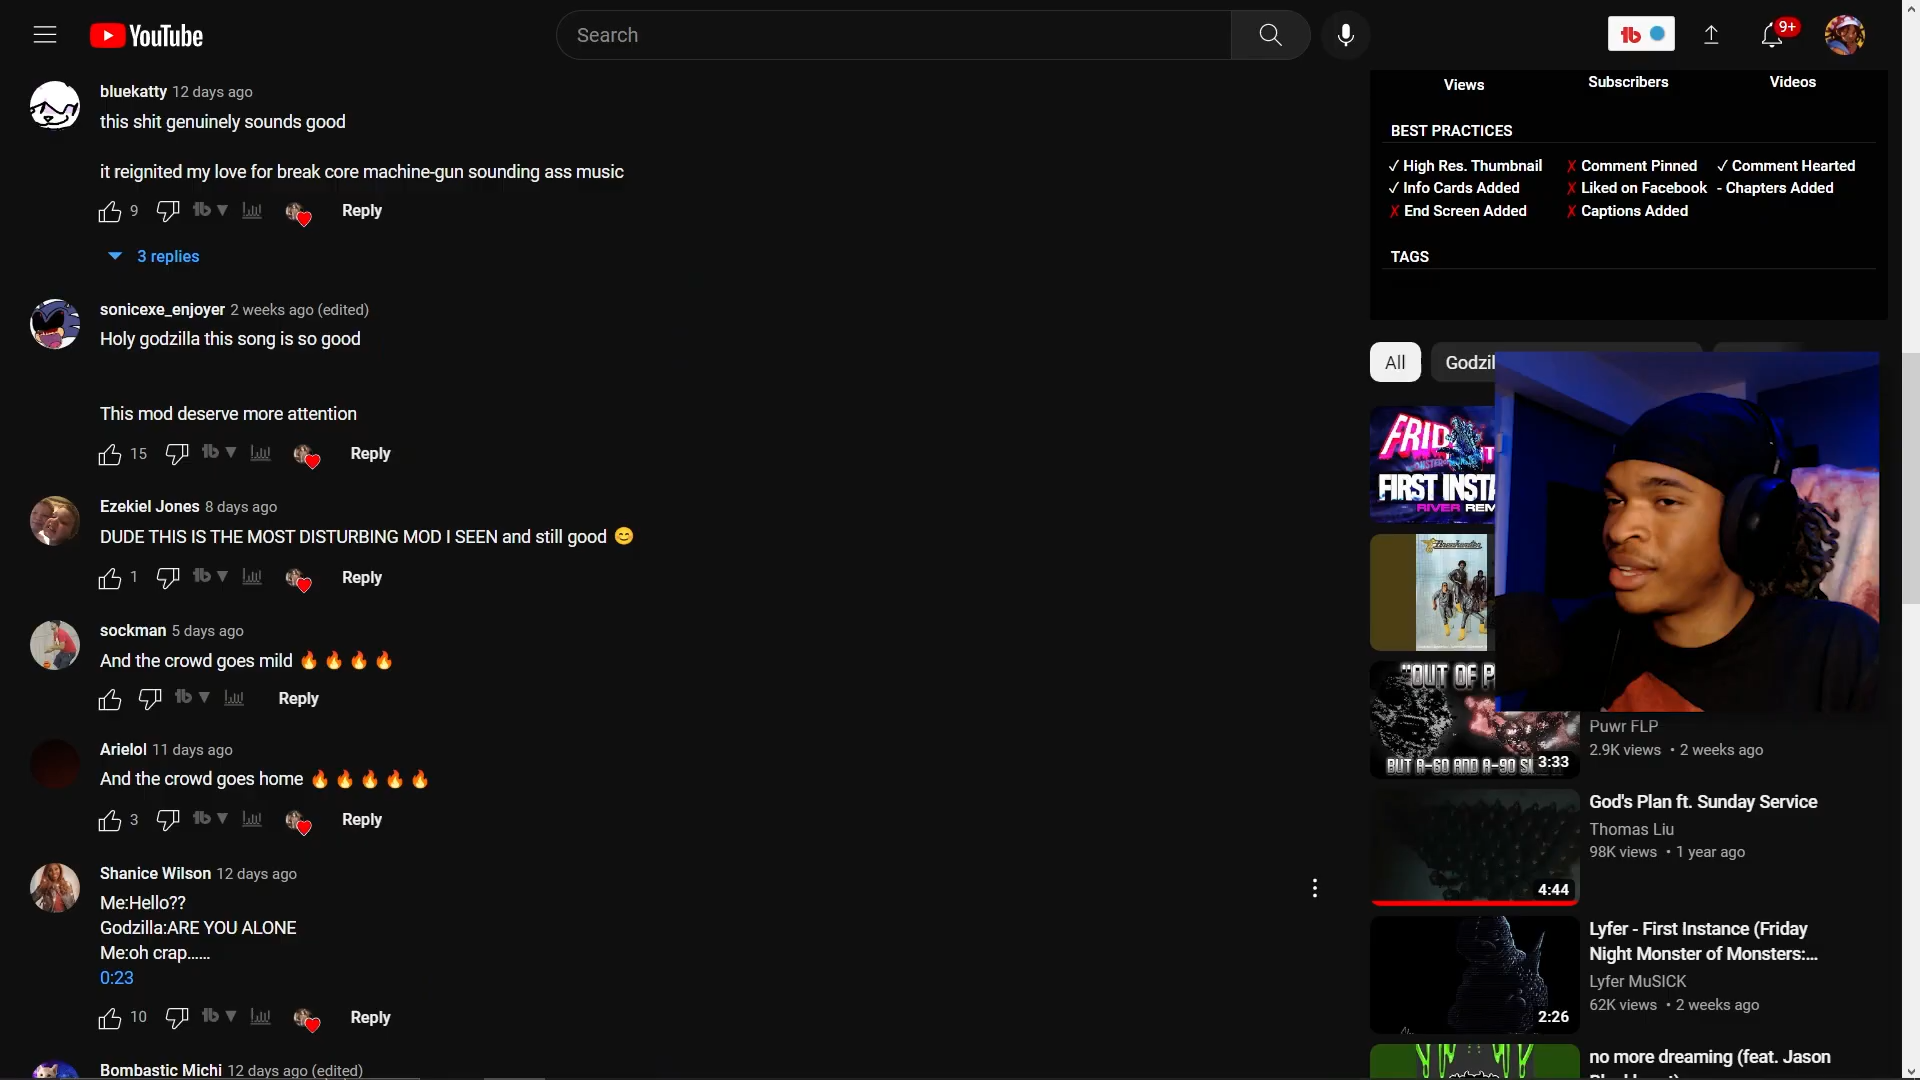 YouTube
Search
9+
bluekatty 12 days ago
this shit genuinely sounds good
it reignited my love for break core machine-gun sounding ass music
9 Reply
3 replies
sonicexe_enjoyer 2 weeks ago (edited)
Holy godzilla this song is so good
This mod deserve more attention
15 Reply
Ezekiel Jones 8 days ago
DUDE THIS IS THE MOST DISTURBING MOD I SEEN and still good 😊
1 Reply
sockman 5 days ago
And the crowd goes mild 🔥 🔥 🔥 🔥
Reply
Arielol 11 days ago
And the crowd goes home 🔥 🔥 🔥 🔥 🔥
3 Reply
Shanice Wilson 12 days ago
Me:Hello??
Godzilla:ARE YOU ALONE
Me:oh crap......
0:23
10 Reply
Bombastic Michi 12 days ago (edited)
Views Subscribers Videos
BEST PRACTICES
✓ High Res. Thumbnail ✗ Comment Pinned ✓ Comment Hearted
✓ Info Cards Added ✗ Liked on Facebook - Chapters Added
✗ End Screen Added ✗ Captions Added
TAGS
All Godzil
FRID
FIRST INSTA
RIVER REM
"OUT OF P
BUT A-60 AND A-90 SI
3:33
Puwr FLP
2.9K views • 2 weeks ago
God's Plan ft. Sunday Service
Thomas Liu
98K views • 1 year ago
4:44
Lyfer - First Instance (Friday
Night Monster of Monsters:...
Lyfer MuSICK
62K views • 2 weeks ago
2:26
no more dreaming (feat. Jason